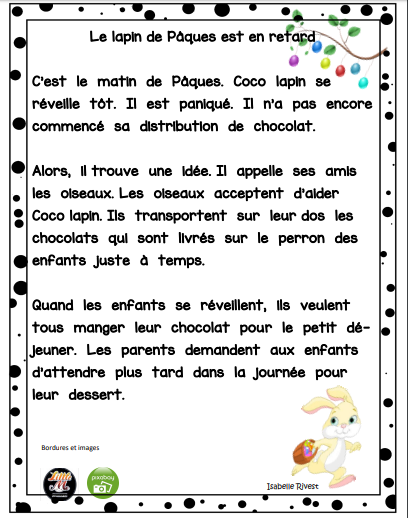 Le lapin de Pâques est en retard
C'est le matin de Pâques. Coco lapin se
réveille tôt. Il est paniqué. Il n'a pas encore
commencé sa distribution de chocolat.
Alors, il trouve une idée. Il appelle ses amis
les oiseaux. Les oiseaux acceptent d'aider
Coco lapin. Ils transportent sur leur dos les
chocolats qui sont livrés sur le perron des
enfants juste à temps.
Quand les enfants se réveillent, ils veulent
tous manger leur chocolat pour le petit dé-
jeuner. Les parents demandent aux enfants
d'attendre plus tard dans la journée pour
leur dessert.
Bordures et images
pixabay
Isabelle Rivest